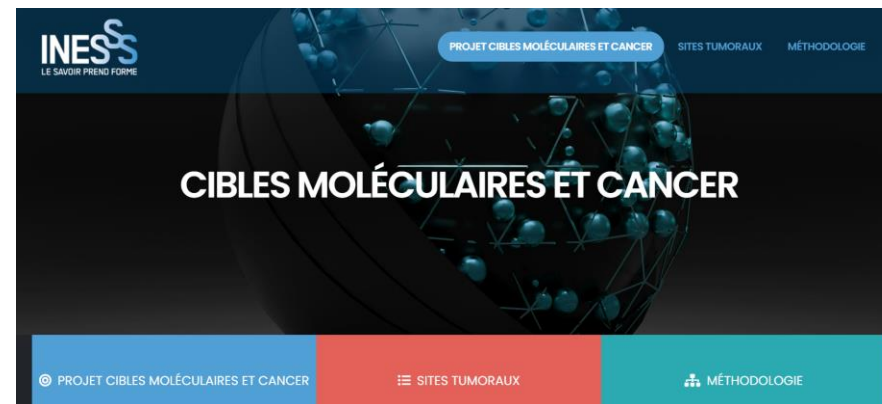 INESSS
LE SAVOIR PREND FORME
PROJET CIBLES MOLÉCULAIRES ET CANCER
SITES TUMORAUX
MÉTHODOLOGIE
CIBLES MOLÉCULAIRES ET CANCER
PROJET CIBLES MOLÉCULAIRES ET CANCER
SITES TUMORAUX
MÉTHODOLOGIE